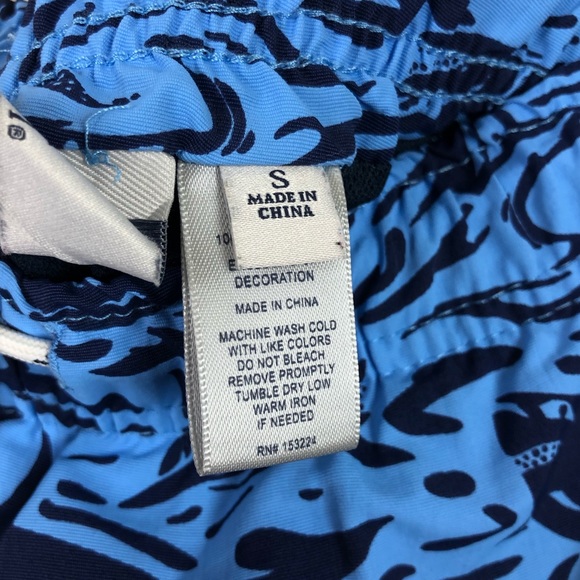 S
MADE IN
CHINA
10
E
DECORATION
MADE IN CHINA
MACHINE WASH COLD
WITH LIKE COLORS
DO NOT BLEACH
REMOVE PROMPTLY
TUMBLE DRY LOW
WARM IRON
IF NEEDED
RN# 153224